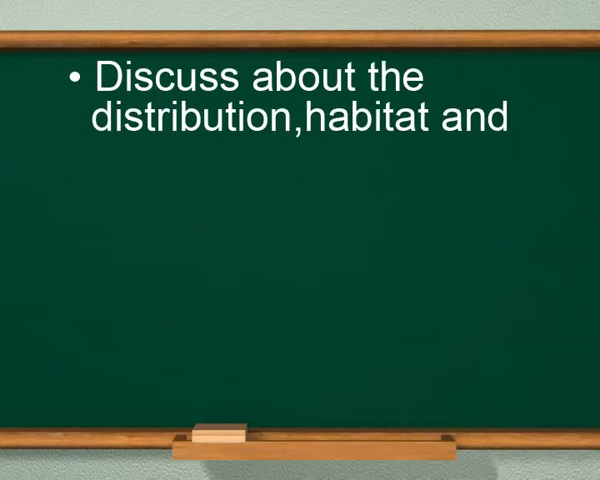 • Discuss about the
distribution,habitat and